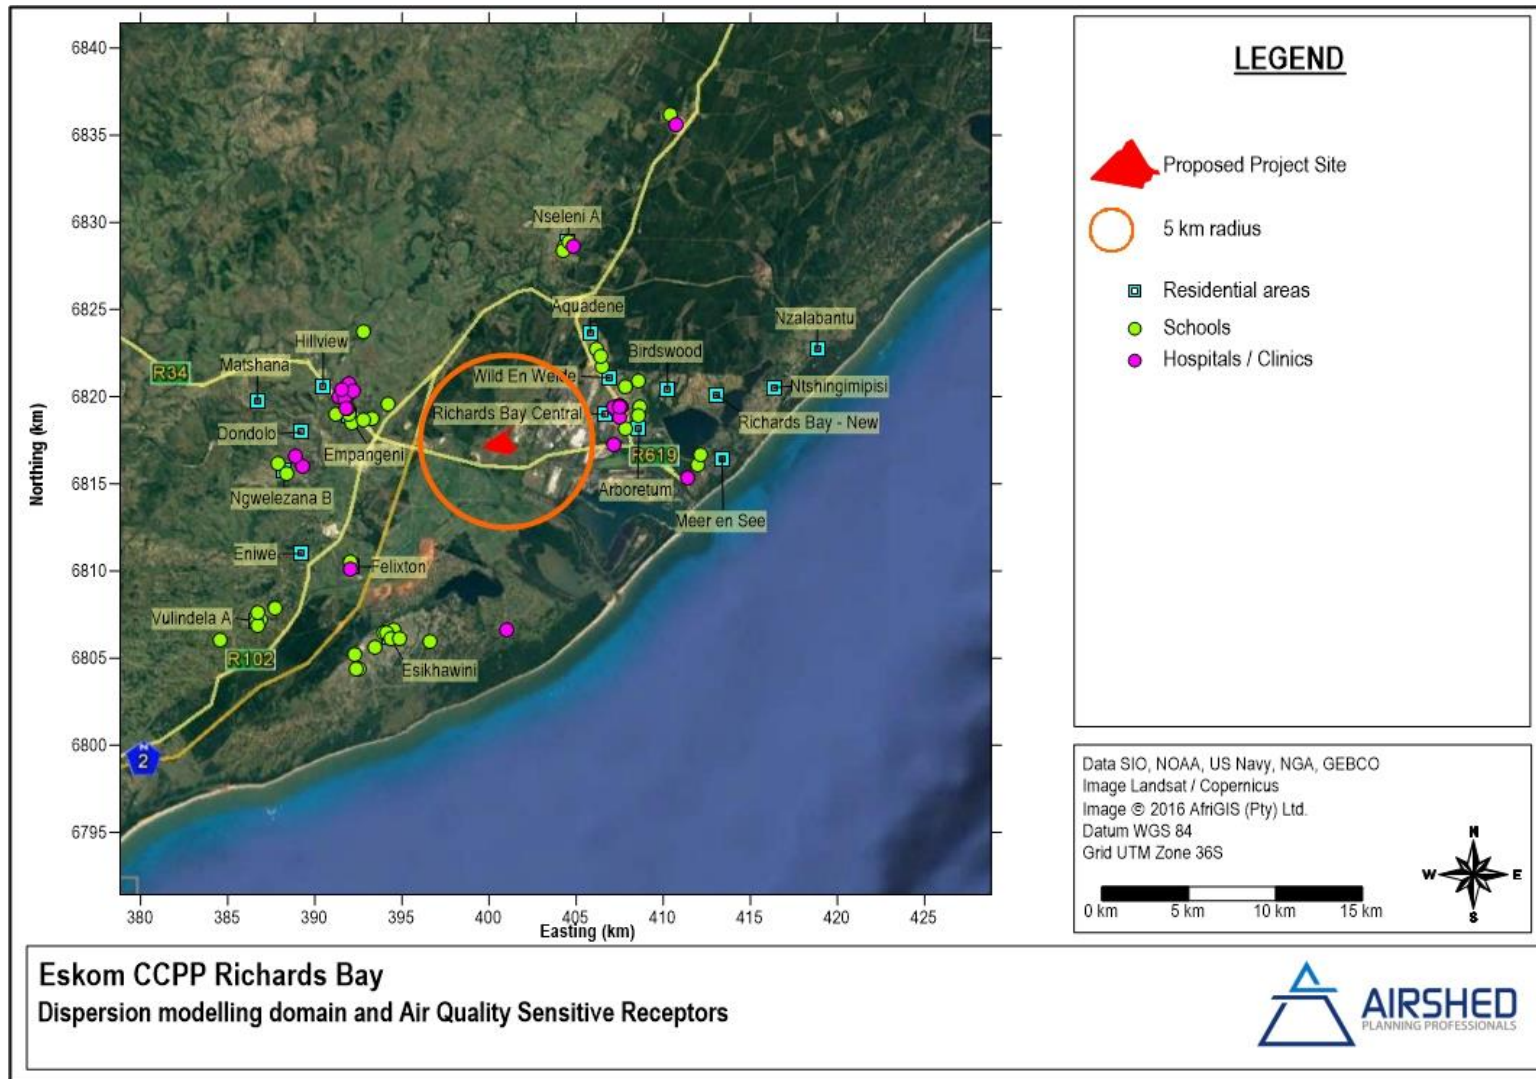 LEGEND
Proposed Project Site
5 km radius
Residential areas
Schools
Hospitals / Clinics
Northing (km)
6840
6835
6830
6825
6820
6815
6810
6805
6800
6795
Nseleni A
Aquadene
Nzalabantu
Hillview
Birdswood
Matshana
R34
Wild En Weide
Ntshingimipisi
Richards Bay Central
Richards Bay - New
Dondolo
Empangeni
R619
Ngwelezana B
Arboretum
Meer en See
Eniwe
Felixton
Vulindela A
R102
Esikhawini
N
2
380
385
390
395
400
405
410
415
420
425
Easting (km)
Data SIO, NOAA, US Navy, NGA, GEBCO
Image Landsat / Copernicus
Image © 2016 AfriGIS (Pty) Ltd.
Datum WGS 84
Grid UTM Zone 36S
N
W E
S
0 km 5 km 10 km 15 km
Eskom CCPP Richards Bay
Dispersion modelling domain and Air Quality Sensitive Receptors
AIRSHED
PLANNING PROFESSIONALS